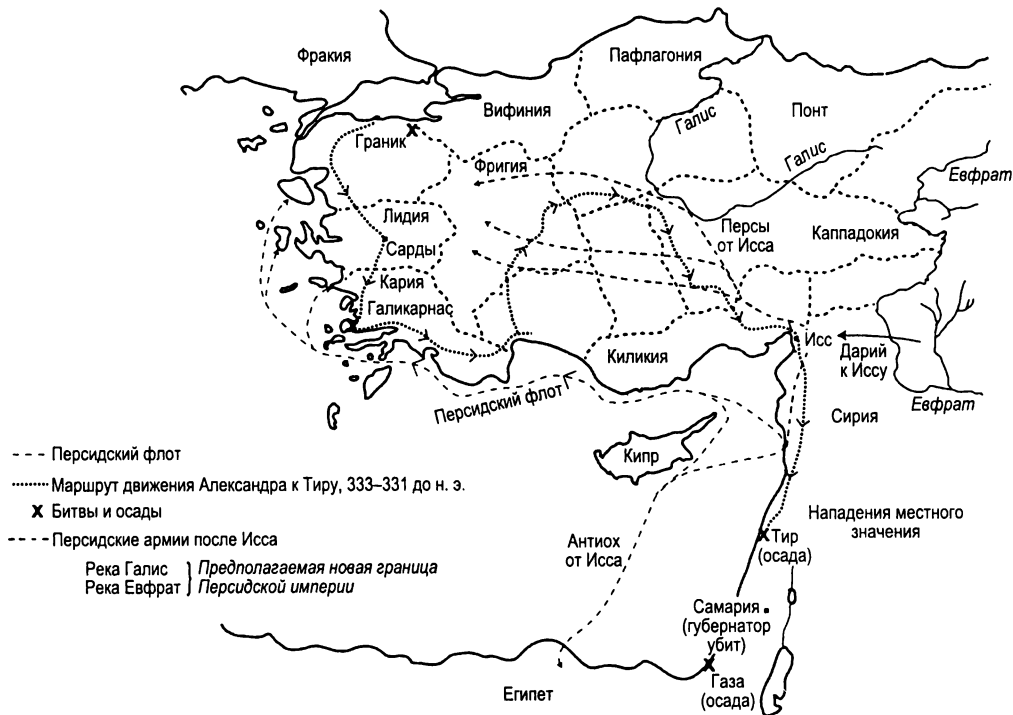 Фракия
Пафлагония
Вифиния
Понт
Галис
Граник
Фригия
Галис
Евфрат
Лидия
Персы
от Исса
Каппадокия
Сарды
Кария
Галикарнас
Исс
Дарий
к Иссу
Киликия
Евфрат
Персидский флот
Сирия
Кипр
--- Персидский флот
Маршрут движения Александра к Тиру, 333–331 до н. э.
X Битвы и осады
Персидские армии после Исса
Река Галис
Река Евфрат
Предполагаемая новая граница
Персидской империи
Нападения местного
значения
Антиох
от Исса
Тир
(осада)
Самария
(губернатор
убит)
Газа
(осада)
Египет